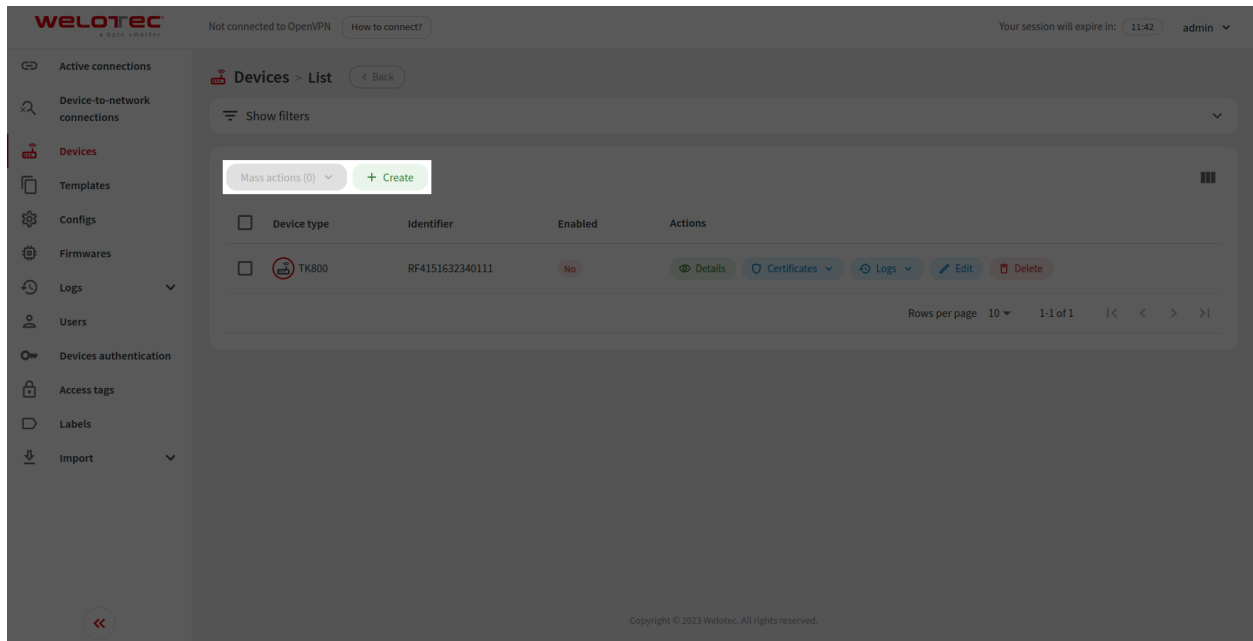 welotec
a byte smarter
Not connected to OpenVPN How to connect? Your session will expire in: 11:42 admin
Active connections
Device-to-network
connections
Devices
Templates
Configs
Firmwares
Logs
Users
Devices authentication
Access tags
Labels
Import
Devices > List < Back
Show filters
Mass actions (0) + Create
Device type Identifier Enabled Actions
TK800 RF4151632340111 No Details Certificates Logs Edit Delete
Rows per page 10 1-1 of 1
Copyright © 2023 Welotec. All rights reserved.